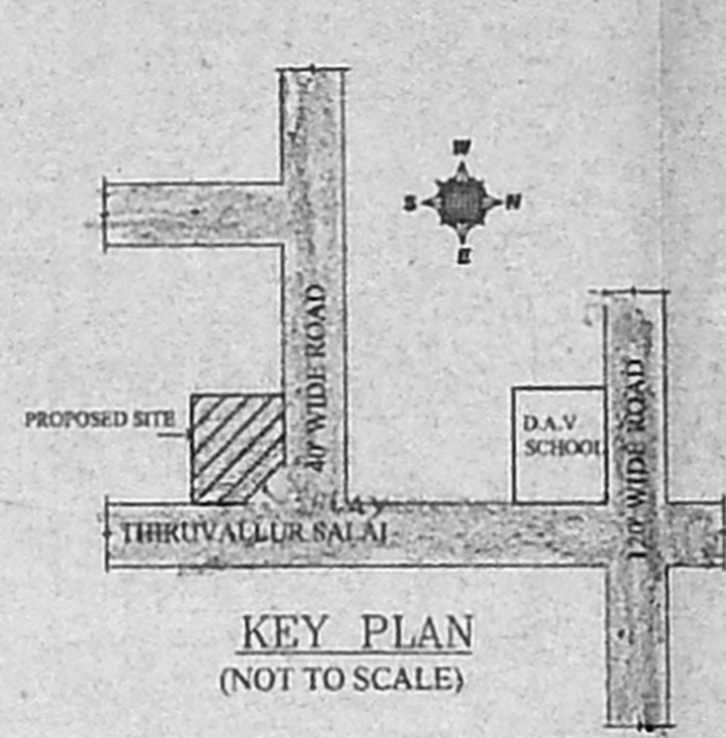 W
S N
E
40' WIDE ROAD
PROPOSED SITE
D.A.V
SCHOOL
120' WIDE ROAD
THIRUVALLUR SALAI
KEY PLAN
(NOT TO SCALE)